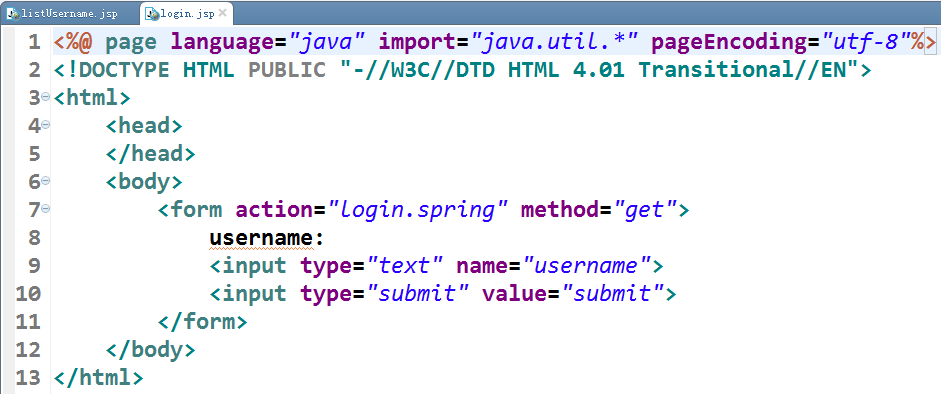 listUsername.jsp login.jsp
1 <%@ page language="java" import="java.util.*" pageEncoding="utf-8"%>
2 <!DOCTYPE HTML PUBLIC "-//W3C//DTD HTML 4.01 Transitional//EN">
3 <html>
4 <head>
5 </head>
6 <body>
7 <form action="login.spring" method="get">
8 username:
9 <input type="text" name="username">
10 <input type="submit" value="submit">
11 </form>
12 </body>
13 </html>